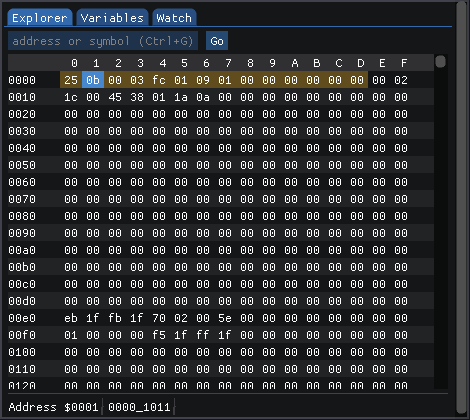 Explorer Variables Watch
address or symbol (Ctrl+G) Go
0 1 2 3 4 5 6 7 8 9 A B C D E F
0000 25 0b 00 03 fc 01 09 01 00 00 00 00 00 00 00 02
0010 1c 00 45 38 01 1a 0a 00 00 00 00 00 00 00 00 00
0020 00 00 00 00 00 00 00 00 00 00 00 00 00 00 00 00
0030 00 00 00 00 00 00 00 00 00 00 00 00 00 00 00 00
0040 00 00 00 00 00 00 00 00 00 00 00 00 00 00 00 00
0050 00 00 00 00 00 00 00 00 00 00 00 00 00 00 00 00
0060 00 00 00 00 00 00 00 00 00 00 00 00 00 00 00 00
0070 00 00 00 00 00 00 00 00 00 00 00 00 00 00 00 00
0080 00 00 00 00 00 00 00 00 00 00 00 00 00 00 00 00
0090 00 00 00 00 00 00 00 00 00 00 00 00 00 00 00 00
00a0 00 00 00 00 00 00 00 00 00 00 00 00 00 00 00 00
00b0 00 00 00 00 00 00 00 00 00 00 00 00 00 00 00 00
00c0 00 00 00 00 00 00 00 00 00 00 00 00 00 00 00 00
00d0 00 00 00 00 00 00 00 00 00 00 00 00 00 00 00 00
00e0 eb 1f fb 1f 70 02 00 5e 00 00 00 00 00 00 00 00
00f0 01 00 00 00 f5 1f ff 1f 00 00 00 00 00 00 00 00
0100 00 00 00 00 00 00 00 00 00 00 00 00 00 00 00 00
0110 00 00 00 00 00 00 00 00 00 00 00 00 00 00 00 00
0120 00 00 00 00 00 00 00 00 00 00 00 00 00 00 00 00
Address $0001 0000_1011